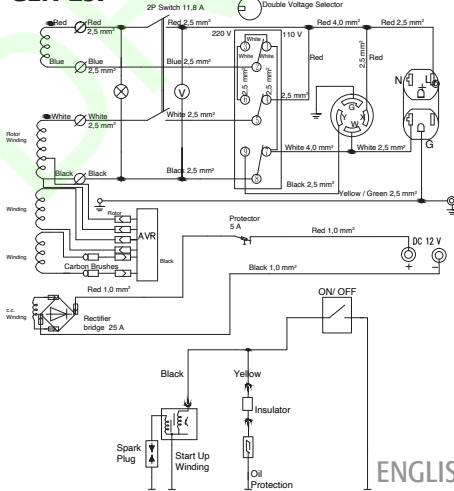 2P Switch 11,8 A
Double Voltage Selector
Red
Red
2,5 mm²
Red 2,5 mm²
Red 4,0 mm²
Red 2,5 mm²
220 V
110 V
White
White
White
Blue
Blue
2,5 mm²
Blue 2,5 mm²
2,5 mm²
2,5 mm²
Red
2,5 mm²
Red
N
L
G
G
Y
X
W
V
2,5 mm²
White
White
2,5 mm²
White 2,5 mm²
White 4,0 mm²
White 2,5 mm²
Rotor
Winding
Black
Black
Black 2,5 mm²
Black 2,5 mm²
Yellow / Green 2,5 mm²
Winding
Rotor
AVR
Black
Winding
Carbon Brushes
Protector
5 A
Red 1,0 mm²
DC 12 V
+
−
Black 1,0 mm²
Red 1,0 mm²
c.c.
Winding
Rectifier
bridge 25 A
ON/ OFF
Black
Yellow
Insulator
Spark
Plug
Start Up
Winding
Oil
Protection
ENGLIS